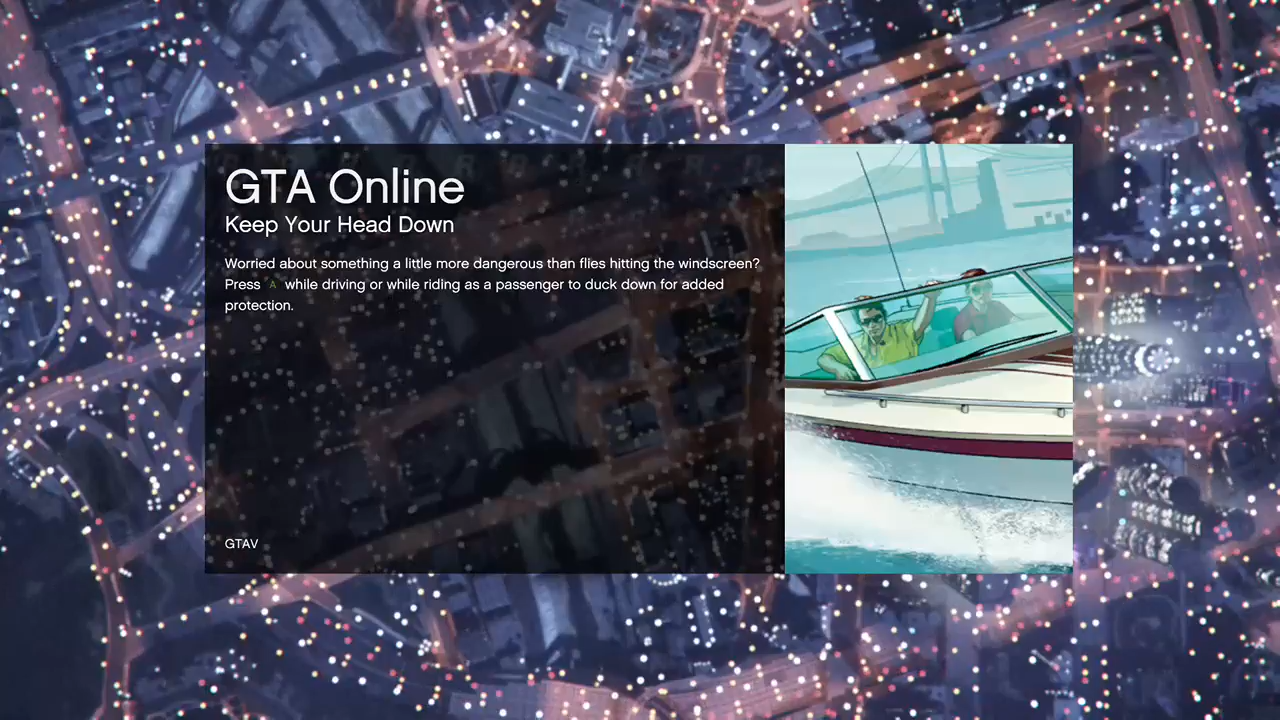 GTA Online
Keep Your Head Down
Worried about something a little more dangerous than flies hitting the windscreen?
Press A while driving or while riding as a passenger to duck down for added
protection.
GTAV